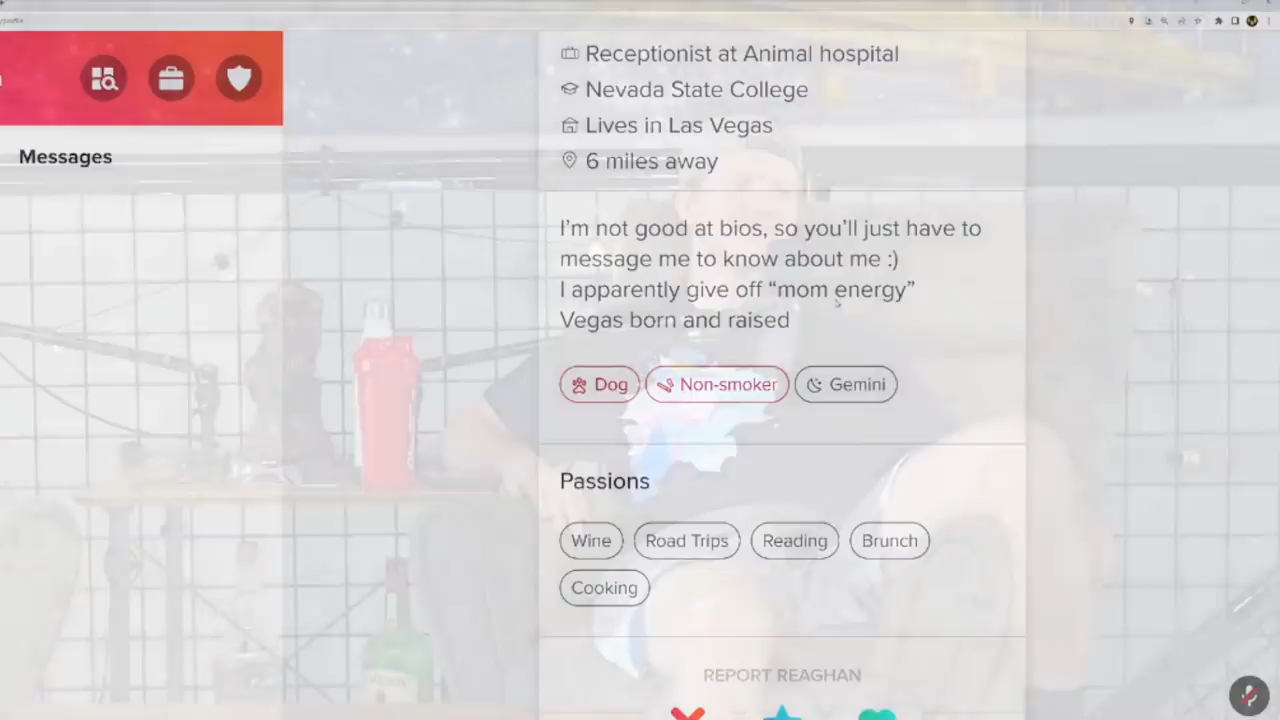 Receptionist at Animal hospital
Nevada State College
Lives in Las Vegas
6 miles away
Messages
I'm not good at bios, so you'll just have to
message me to know about me :)
I apparently give off “mom energy”
Vegas born and raised
Dog
Non-smoker
Gemini
Passions
Wine
Road Trips
Reading
Brunch
Cooking
REPORT REAGHAN